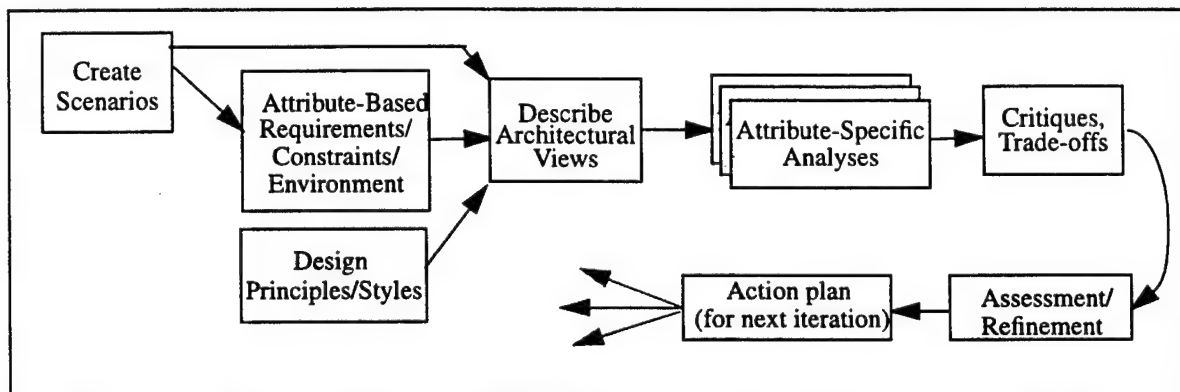 Create
Scenarios
Attribute-Based
Requirements/
Constraints/
Environment
Design
Principles/Styles
Describe
Architectural
Views
Attribute-Specific
Analyses
Critiques,
Trade-offs
Assessment/
Refinement
Action plan
(for next iteration)